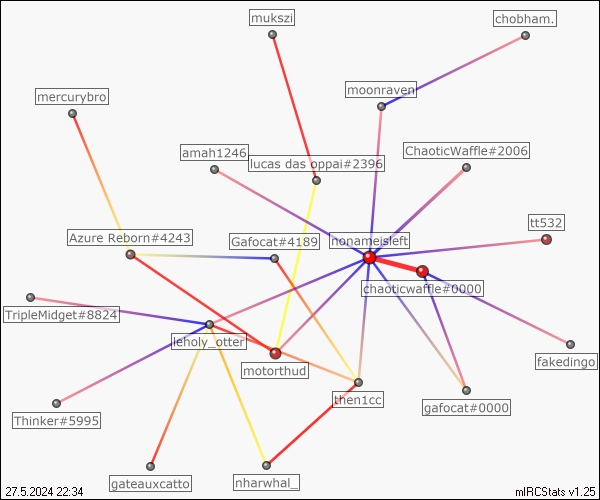 mukszi
chobham.
moonraven
mercurybro
amah1246
ChaoticWaffle#2006
lucas das oppai#2396
tt532
Azure Reborn#4243
Gafocat#4189
nonameisleft
chaoticwaffle#0000
TripleMidget#8824
leholy_otter
fakedingo
motorthud
then1cc
gafocat#0000
Thinker#5995
gateauxcatto
nharwhal_
27.5.2024 22:34
mIRCStats v1.25